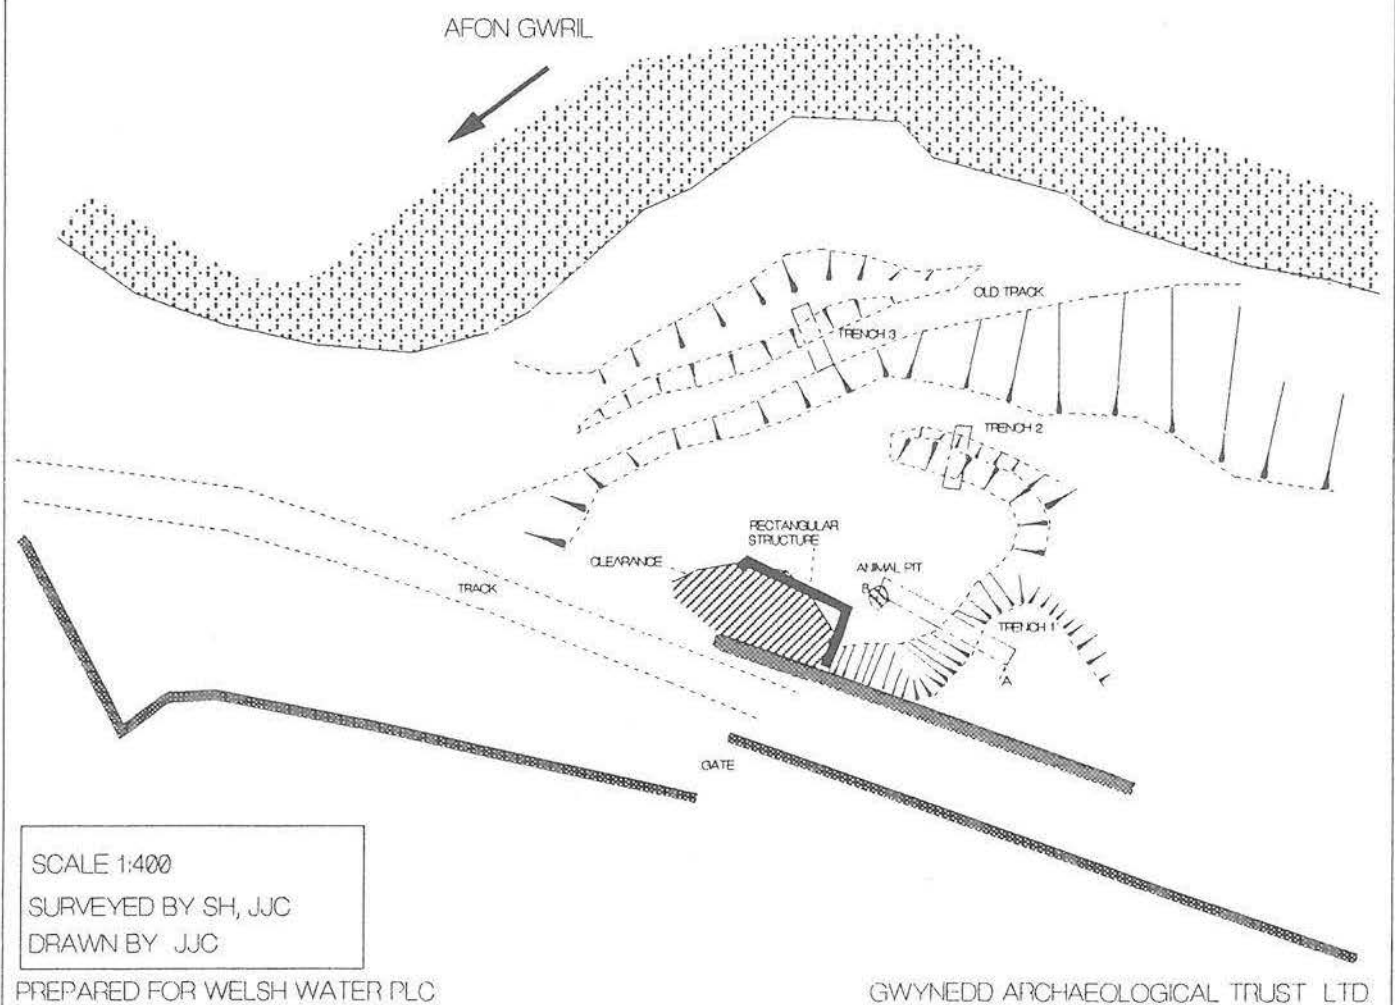 AFON GWRIL
OLD TRACK
TRENCH 3
TRENCH 2
RECTANGULAR
STRUCTURE
CLEARANCE
ANIMAL PIT
B
TRACK
TRENCH 1
A
GATE
SCALE 1:400
SURVEYED BY SH, JJC
DRAWN BY JJC
PREPARED FOR WELSH WATER PLC
GWYNEDD ARCHAEOLOGICAL TRUST LTD